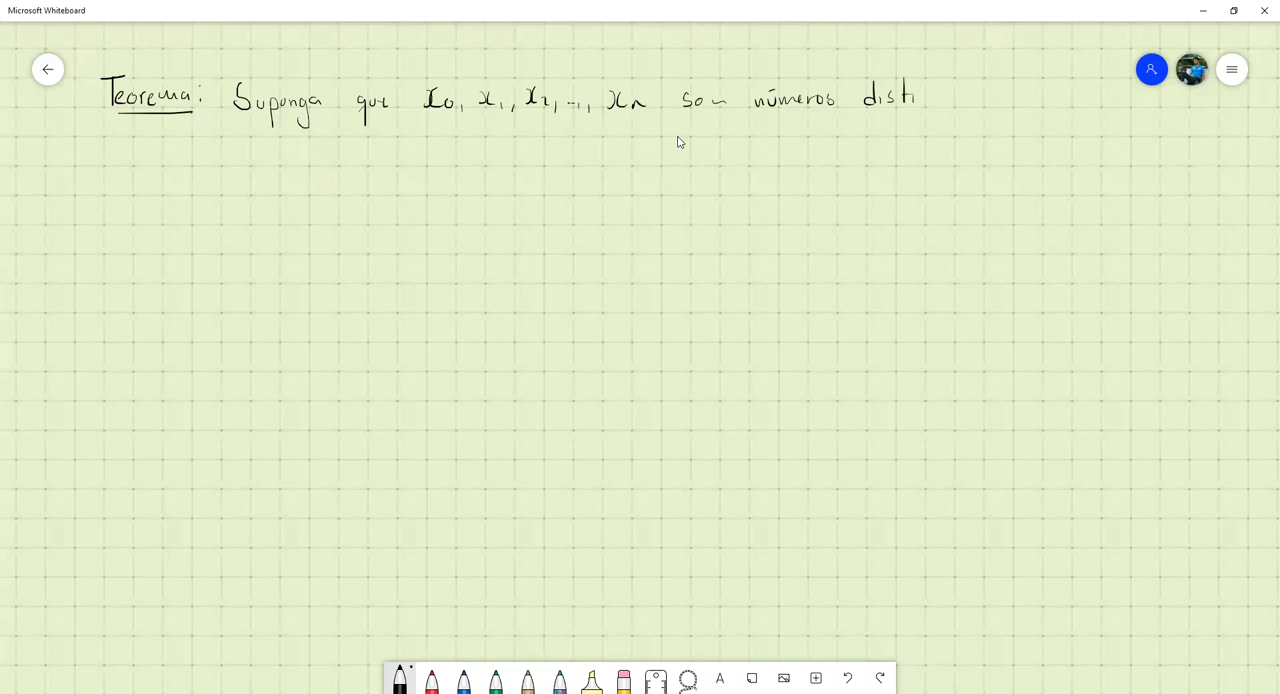 Microsoft Whiteboard
Teorema: Suponga que x₀, x₁, x₂, ..., xₙ son números disti
A